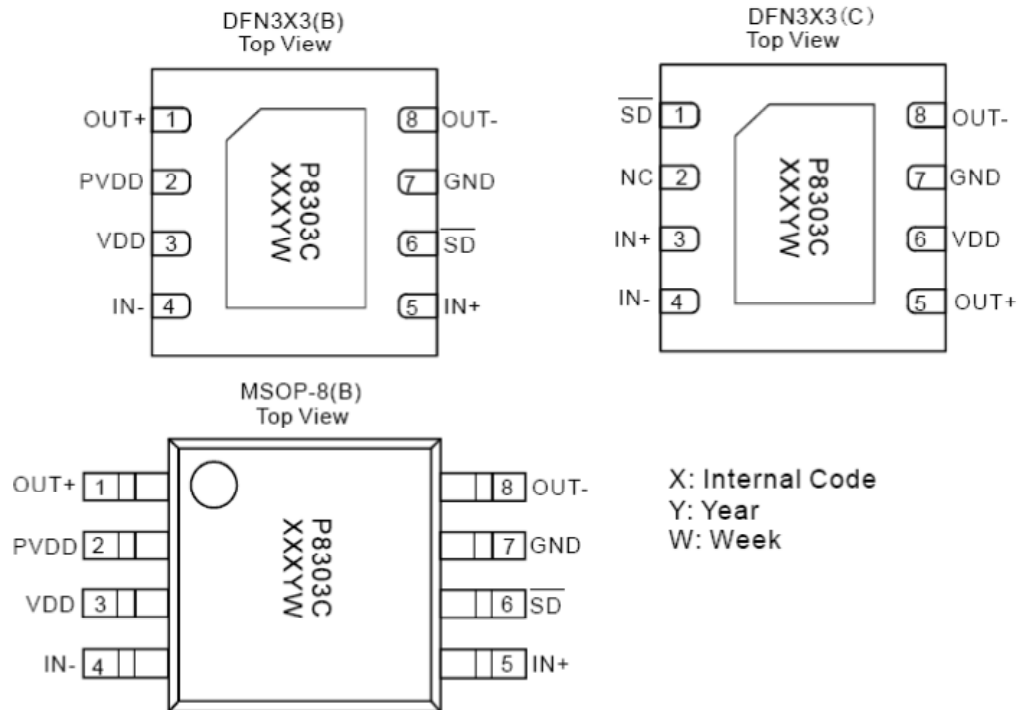 DFN3X3(B)
Top View
OUT+ 1
8 OUT-
PVDD 2
7 GND
VDD 3
6 S̅D̅
IN- 4
5 IN+
P8303C
XXXYW
DFN3X3(C)
Top View
S̅D̅ 1
8 OUT-
NC 2
7 GND
IN+ 3
6 VDD
IN- 4
5 OUT+
P8303C
XXXYW
MSOP-8(B)
Top View
OUT+ 1
8 OUT-
PVDD 2
7 GND
VDD 3
6 S̅D̅
IN- 4
5 IN+
P8303C
XXXYW
X: Internal Code
Y: Year
W: Week